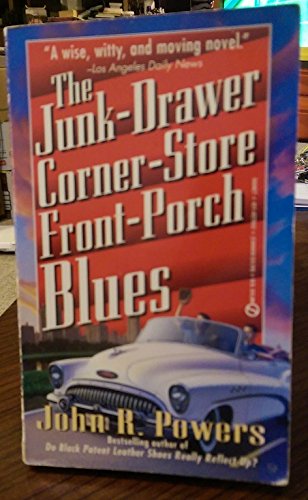 "A wise, witty, and moving novel."
–Los Angeles Daily News
The
Junk-Drawer
Corner-Store
Front-Porch
Blues
John R. Powers
Bestselling author of
Do Black Patent Leather Shoes Really Reflect Up?